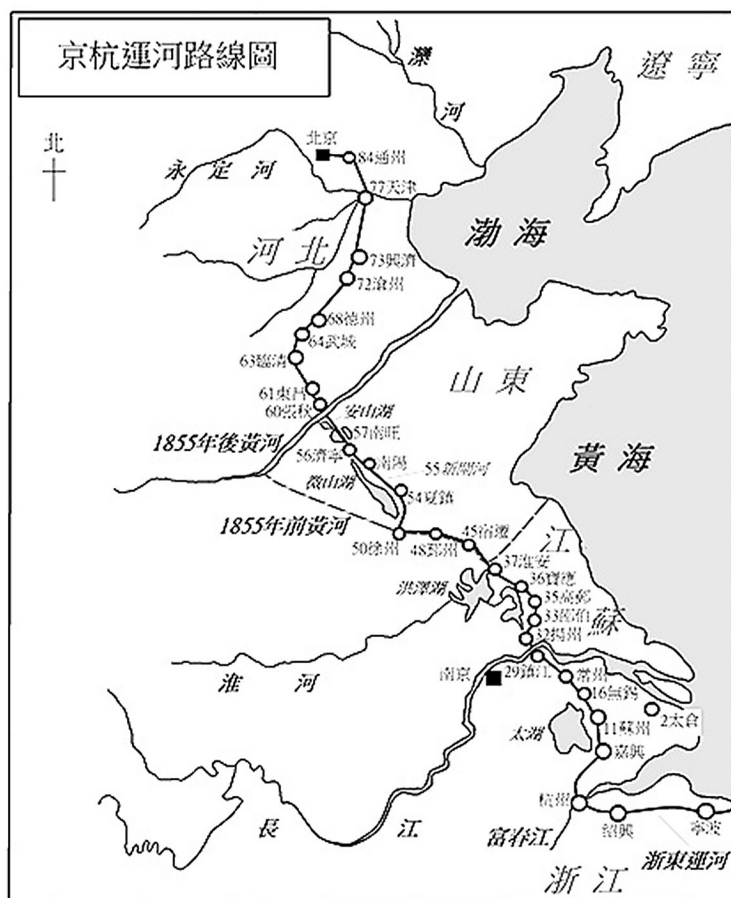 京杭運河路線圖
北
遼寧
灤
河
北京
84通州
永定河
77天津
渤海
河北
73興濟
72滄州
68德州
64武城
63臨清
山東
61東昌
60張秋
安山湖
57南旺
1855年後黃河
56濟寧
南陽
黃海
55新開河
微山湖
54夏鎮
1855年前黃河
50徐州
48邳州
45宿遷
江
蘇
37淮安
36寶應
洪澤湖
35高郵
33邵伯
32揚州
淮河
南京
29鎮江
常州
16無錫
2太倉
11蘇州
太湖
嘉興
長江
杭州
富春江
紹興
寧波
浙東運河
浙江